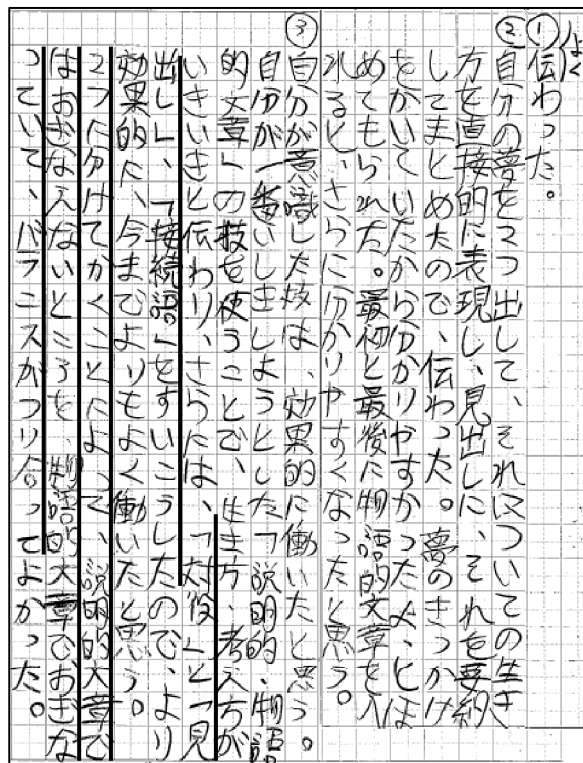 よく
①伝わった。
②自分の夢を2つ出して、それについての生き
方を直接的に表現し、見出しに、それを要約
してまとめたので、伝わった。夢のきっかけ
をかいていたから分かりやすかったよ、とほ
めてもらえた。最初と最後に物語的文章を入
れると、さらに分かりやすくなったと思う。
③自分が意識した技は、効果的に働いたと思う。
自分が一番いしきしようとした「説明的・物語
的文章」の技を使うことで、生き方・考え方が
いきいきと伝わり、さらには、「対役」と「見
出し」、「接続語」をすいこうしたので、より
効果的に、今までよりもよく働いたと思う。
2つに分けてかくことによって、説明的文章で
はおぎなえないところを、物語的文章でおぎな
っていて、バランスがつり合ってよかった。